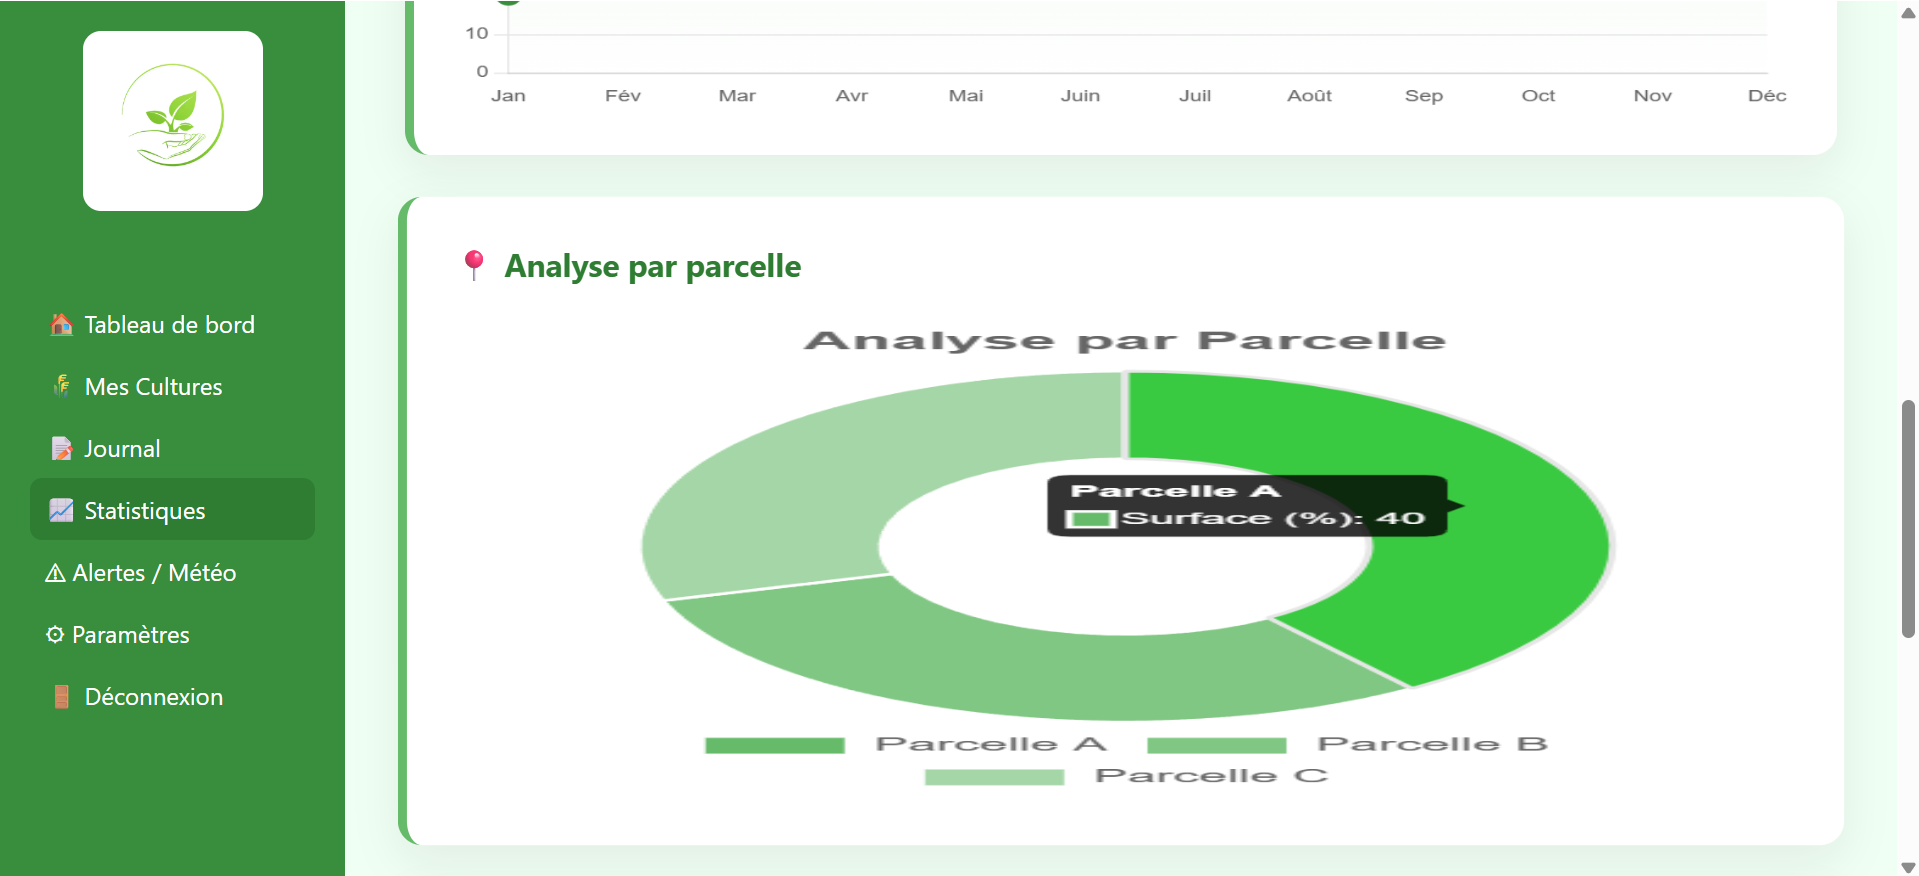 Tableau de bord
Mes Cultures
Journal
Statistiques
Alertes / Météo
Paramètres
Déconnexion
10
0
Jan Fév Mar Avr Mai Juin Juil Août Sep Oct Nov Déc
Analyse par parcelle
Analyse par Parcelle
Parcelle A
Surface (%): 40
Parcelle A Parcelle B
Parcelle C